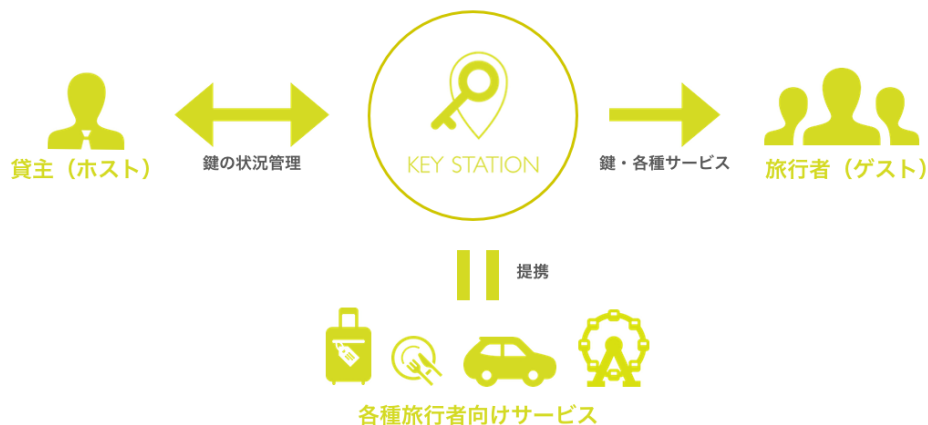 KEY STATION
貸主（ホスト）
鍵の状況管理
鍵・各種サービス
旅行者（ゲスト）
提携
各種旅行者向けサービス